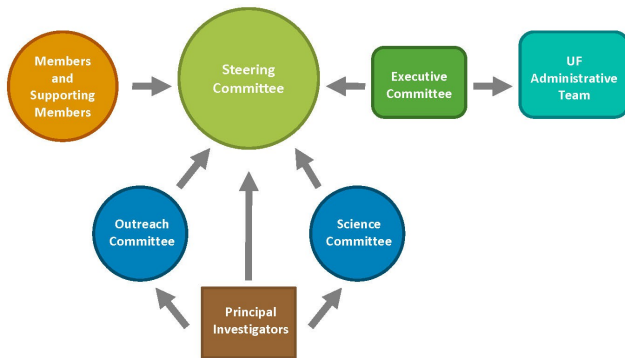 Members
and
Supporting
Members
Steering
Committee
Executive
Committee
UF
Administrative
Team
Outreach
Committee
Science
Committee
Principal
Investigators